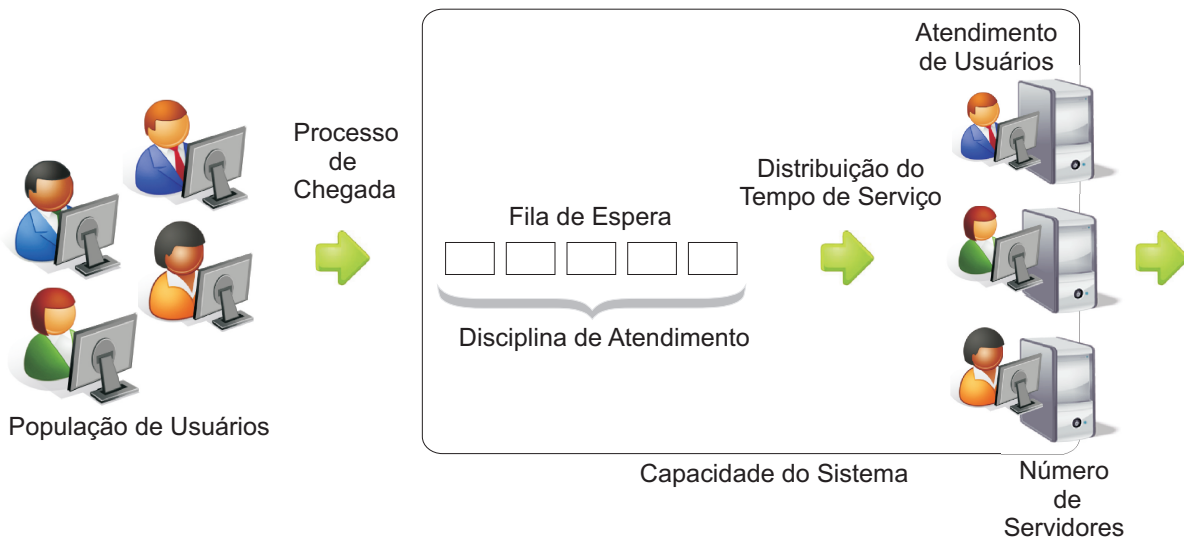 Atendimento
de Usuários
Processo
de
Chegada
Distribuição do
Tempo de Serviço
Fila de Espera
Disciplina de Atendimento
População de Usuários
Capacidade do Sistema
Número
de
Servidores